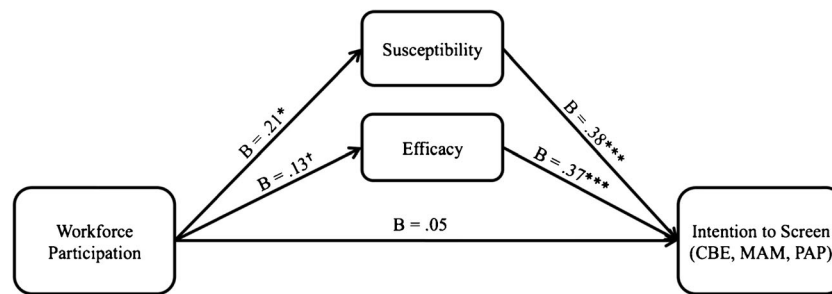 Susceptibility
B = .21*
B = .38***
Efficacy
B = .13†
B = .37***
Workforce
Participation
B = .05
Intention to Screen
(CBE, MAM, PAP)